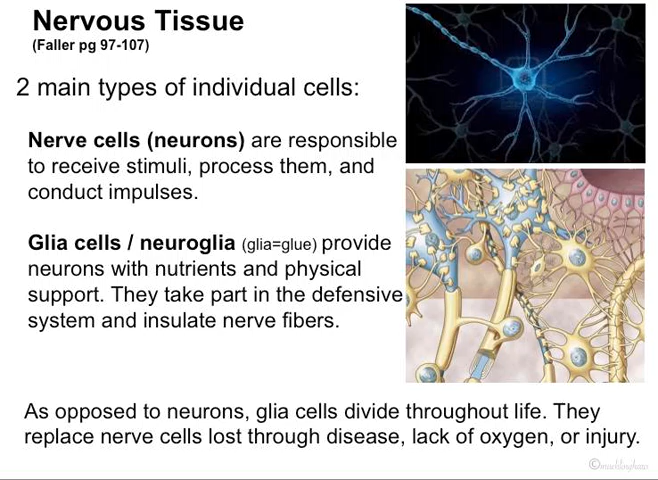 Nervous Tissue
(Faller pg 97-107)
2 main types of individual cells:
Nerve cells (neurons) are responsible
to receive stimuli, process them, and
conduct impulses.
Glia cells / neuroglia (glia=glue) provide
neurons with nutrients and physical
support. They take part in the defensive
system and insulate nerve fibers.
As opposed to neurons, glia cells divide throughout life. They
replace nerve cells lost through disease, lack of oxygen, or injury.